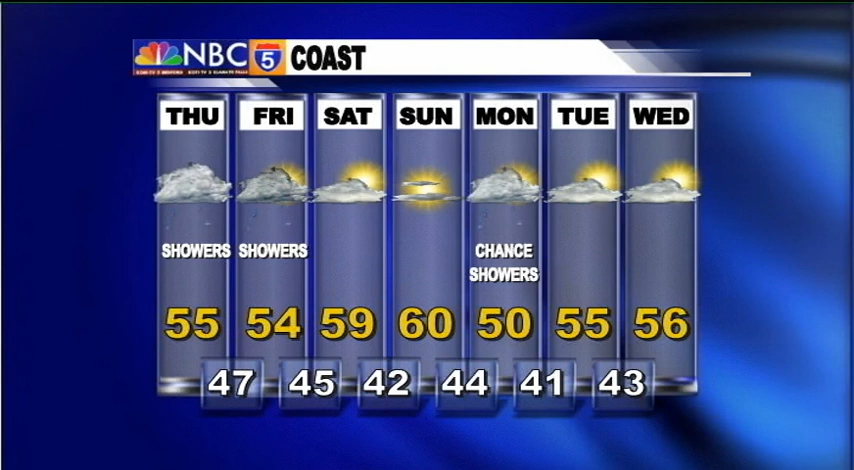 NBC 5 COAST
THU FRI SAT SUN MON TUE WED
SHOWERS SHOWERS CHANCE
SHOWERS
55 54 59 60 50 55 56
47 45 42 44 41 43